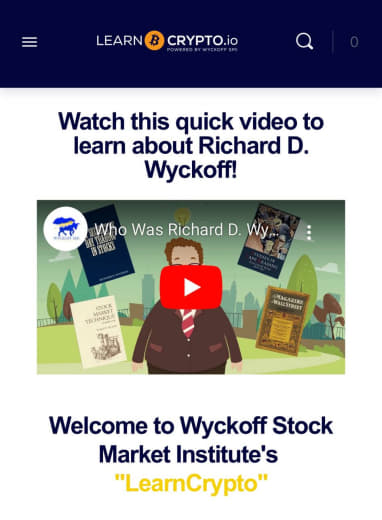 LEARN CRYPTO.io
POWERED BY WYCKOFF SMI
0
Watch this quick video to
learn about Richard D.
Wyckoff!
Who Was Richard D. Wy...
STOCK
MARKET
TECHNIQUE
THE
MAGAZINE
OF
WALL STREET
Welcome to Wyckoff Stock
Market Institute's
"LearnCrypto"